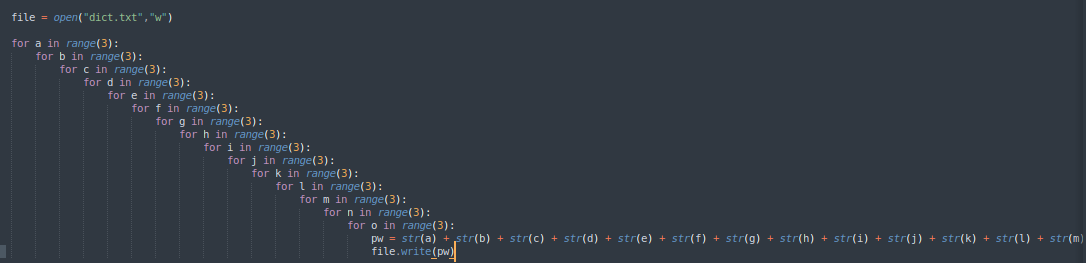 file = open("dict.txt","w")
for a in range(3):
for b in range(3):
for c in range(3):
for d in range(3):
for e in range(3):
for f in range(3):
for g in range(3):
for h in range(3):
for i in range(3):
for j in range(3):
for k in range(3):
for l in range(3):
for m in range(3):
for n in range(3):
for o in range(3):
pw = str(a) + str(b) + str(c) + str(d) + str(e) + str(f) + str(g) + str(h) + str(i) + str(j) + str(k) + str(l) + str(m)
file.write(pw)